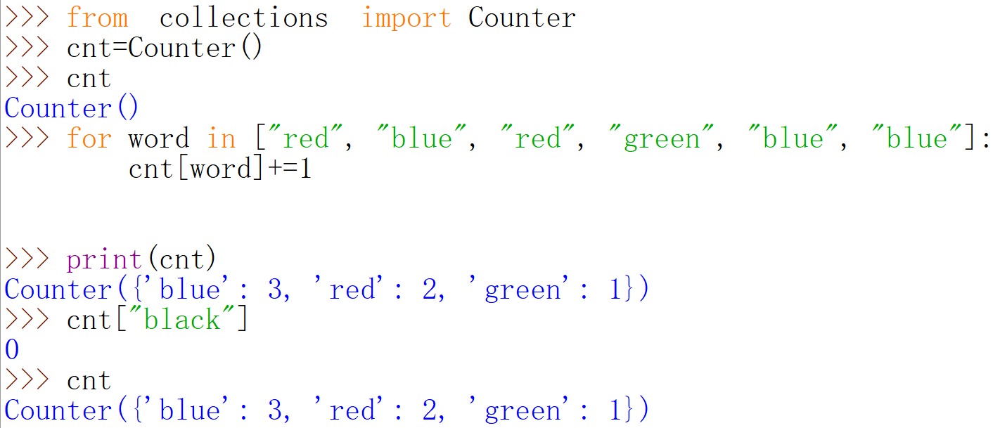 >>> from  collections  import Counter
>>> cnt=Counter()
>>> cnt
Counter()
>>> for word in ["red", "blue", "red", "green", "blue", "blue"]:
        cnt[word]+=1
>>> print(cnt)
Counter({'blue': 3, 'red': 2, 'green': 1})
>>> cnt["black"]
0
>>> cnt
Counter({'blue': 3, 'red': 2, 'green': 1})